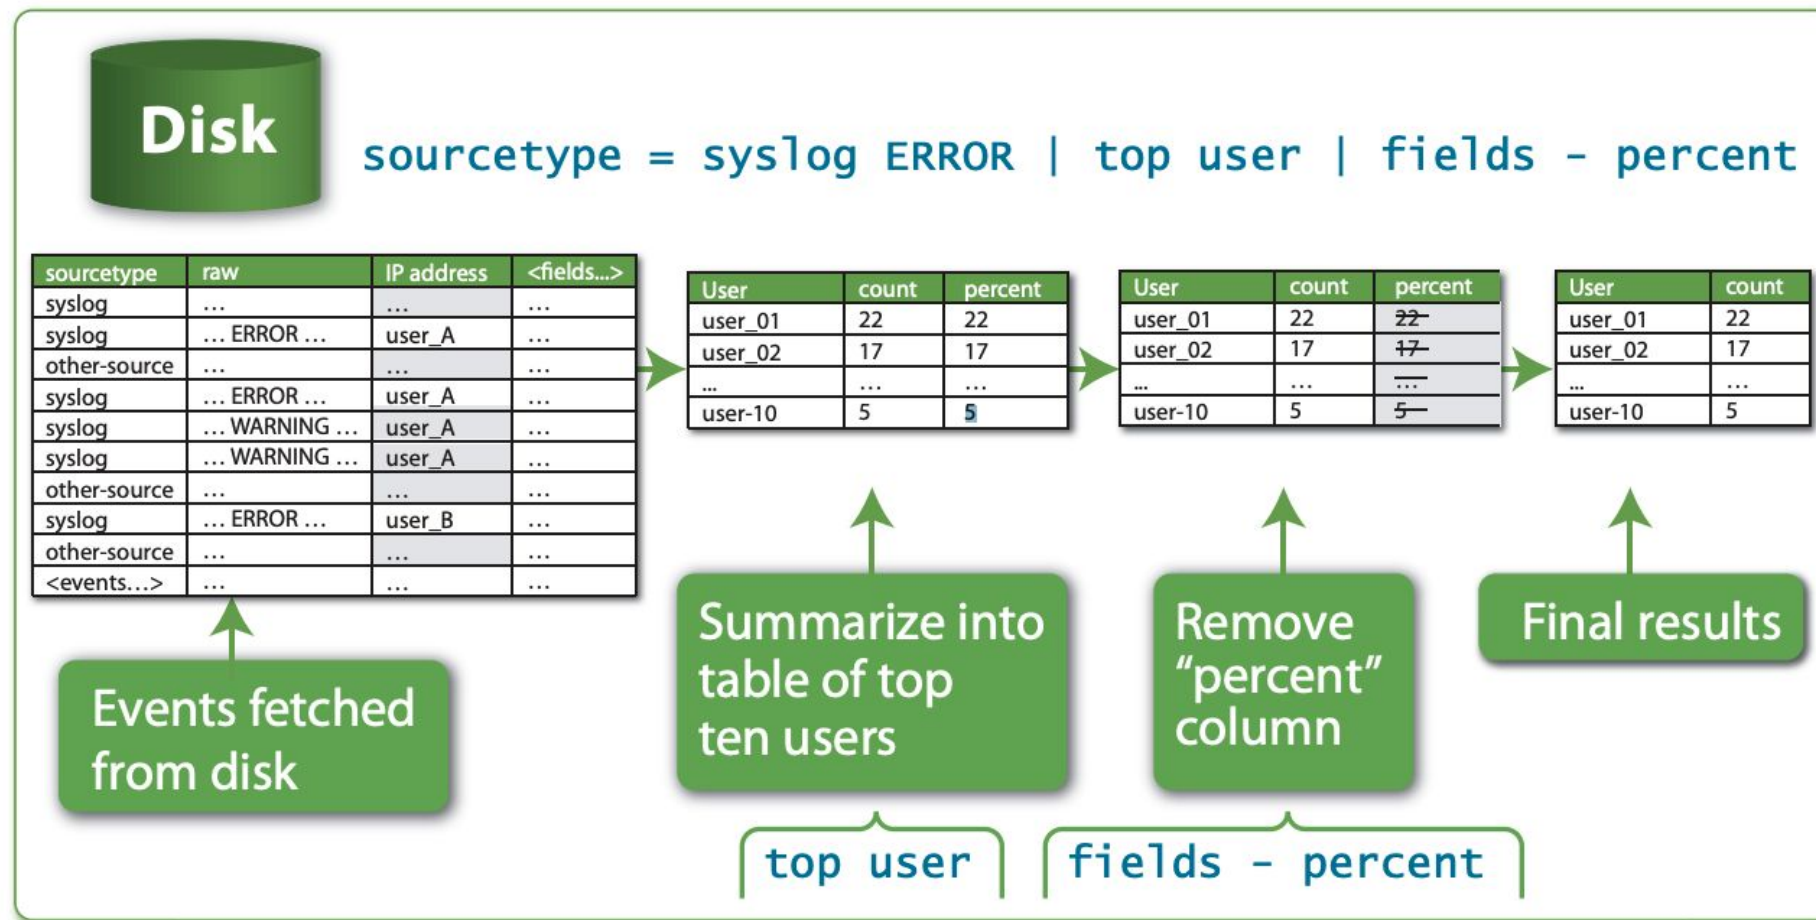 Disk
sourcetype = syslog ERROR | top user | fields - percent
sourcetype raw IP address <fields...>
syslog ... ... ...
syslog ... ERROR ... user_A ...
other-source ... ... ...
syslog ... ERROR ... user_A ...
syslog ... WARNING ... user_A ...
syslog ... WARNING ... user_A ...
other-source ... ... ...
syslog ... ERROR ... user_B ...
other-source ... ... ...
<events...> ... ... ...
User count percent
user_01 22 22
user_02 17 17
... ... ...
user-10 5 5
User count percent
user_01 22 22
user_02 17 17
... ... ...
user-10 5 5
User count
user_01 22
user_02 17
... ...
user-10 5
Events fetched
from disk
Summarize into
table of top
ten users
Remove
“percent”
column
Final results
top user
fields - percent